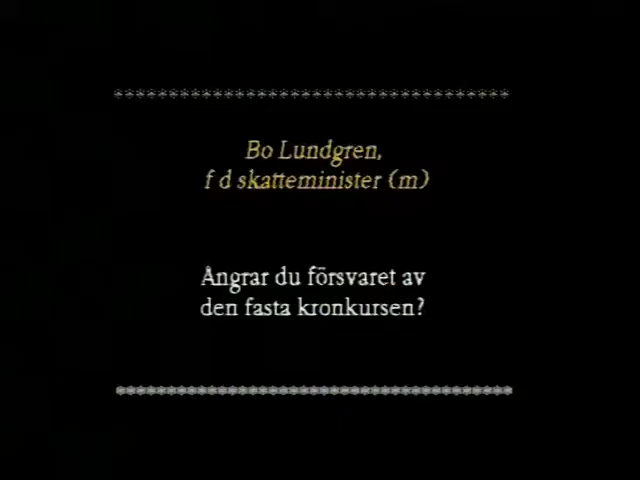 Bo Lundgren,
f d skatteminister (m)
Ångrar du försvaret av
den fasta kronkursen?